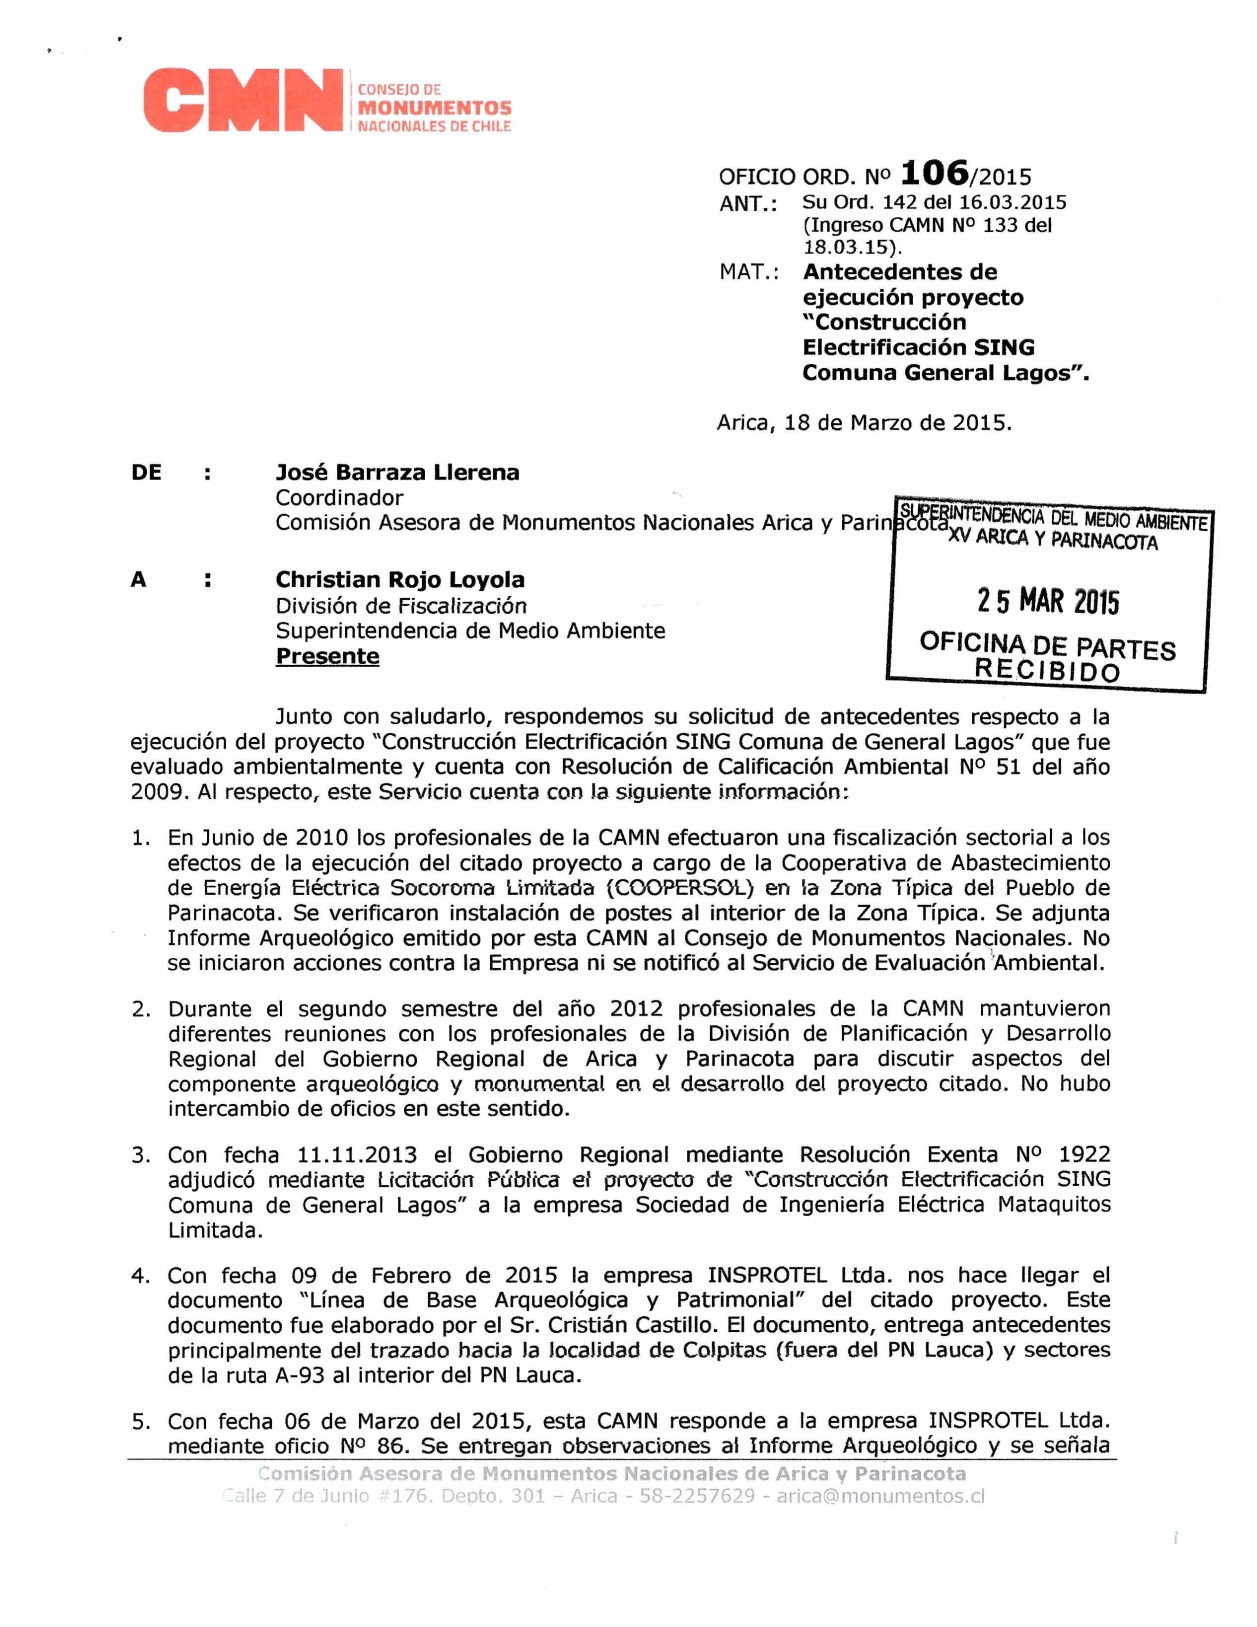 CMN CONSEJO DE
MONUMENTOS
NACIONALES DE CHILE
OFICIO ORD. Nº 106/2015
ANT.: Su Ord. 142 del 16.03.2015
(Ingreso CAMN Nº 133 del
18.03.15).
MAT.: Antecedentes de
ejecución proyecto
"Construcción
Electrificación SING
Comuna General Lagos".
Arica, 18 de Marzo de 2015.
DE : José Barraza Llerena
Coordinador
Comisión Asesora de Monumentos Nacionales Arica y Parinacota
SUPERINTENDENCIA DEL MEDIO AMBIENTE
XV ARICA Y PARINACOTA
25 MAR 2015
OFICINA DE PARTES
RECIBIDO
A : Christian Rojo Loyola
División de Fiscalización
Superintendencia de Medio Ambiente
Presente
Junto con saludarlo, respondemos su solicitud de antecedentes respecto a la
ejecución del proyecto "Construcción Electrificación SING Comuna de General Lagos" que fue
evaluado ambientalmente y cuenta con Resolución de Calificación Ambiental Nº 51 del año
2009. Al respecto, este Servicio cuenta con la siguiente información:
1. En Junio de 2010 los profesionales de la CAMN efectuaron una fiscalización sectorial a los
efectos de la ejecución del citado proyecto a cargo de la Cooperativa de Abastecimiento
de Energía Eléctrica Socoroma Limitada (COOPERSOL) en la Zona Típica del Pueblo de
Parinacota. Se verificaron instalación de postes al interior de la Zona Típica. Se adjunta
Informe Arqueológico emitido por esta CAMN al Consejo de Monumentos Nacionales. No
se iniciaron acciones contra la Empresa ni se notificó al Servicio de Evaluación Ambiental.
2. Durante el segundo semestre del año 2012 profesionales de la CAMN mantuvieron
diferentes reuniones con los profesionales de la División de Planificación y Desarrollo
Regional del Gobierno Regional de Arica y Parinacota para discutir aspectos del
componente arqueológico y monumental en el desarrollo del proyecto citado. No hubo
intercambio de oficios en este sentido.
3. Con fecha 11.11.2013 el Gobierno Regional mediante Resolución Exenta Nº 1922
adjudicó mediante Licitación Pública el proyecto de "Construcción Electrificación SING
Comuna de General Lagos" a la empresa Sociedad de Ingeniería Eléctrica Mataquitos
Limitada.
4. Con fecha 09 de Febrero de 2015 la empresa INSPROTEL Ltda. nos hace llegar el
documento "Línea de Base Arqueológica y Patrimonial" del citado proyecto. Este
documento fue elaborado por el Sr. Cristián Castillo. El documento, entrega antecedentes
principalmente del trazado hacia la localidad de Colpitas (fuera del PN Lauca) y sectores
de la ruta A-93 al interior del PN Lauca.
5. Con fecha 06 de Marzo del 2015, esta CAMN responde a la empresa INSPROTEL Ltda.
mediante oficio Nº 86. Se entregan observaciones al Informe Arqueológico y se señala
Comisión Asesora de Monumentos Nacionales de Arica y Parinacota
Calle 7 de Junio #176. Depto. 301 – Arica - 58-2257629 - arica@monumentos.cl